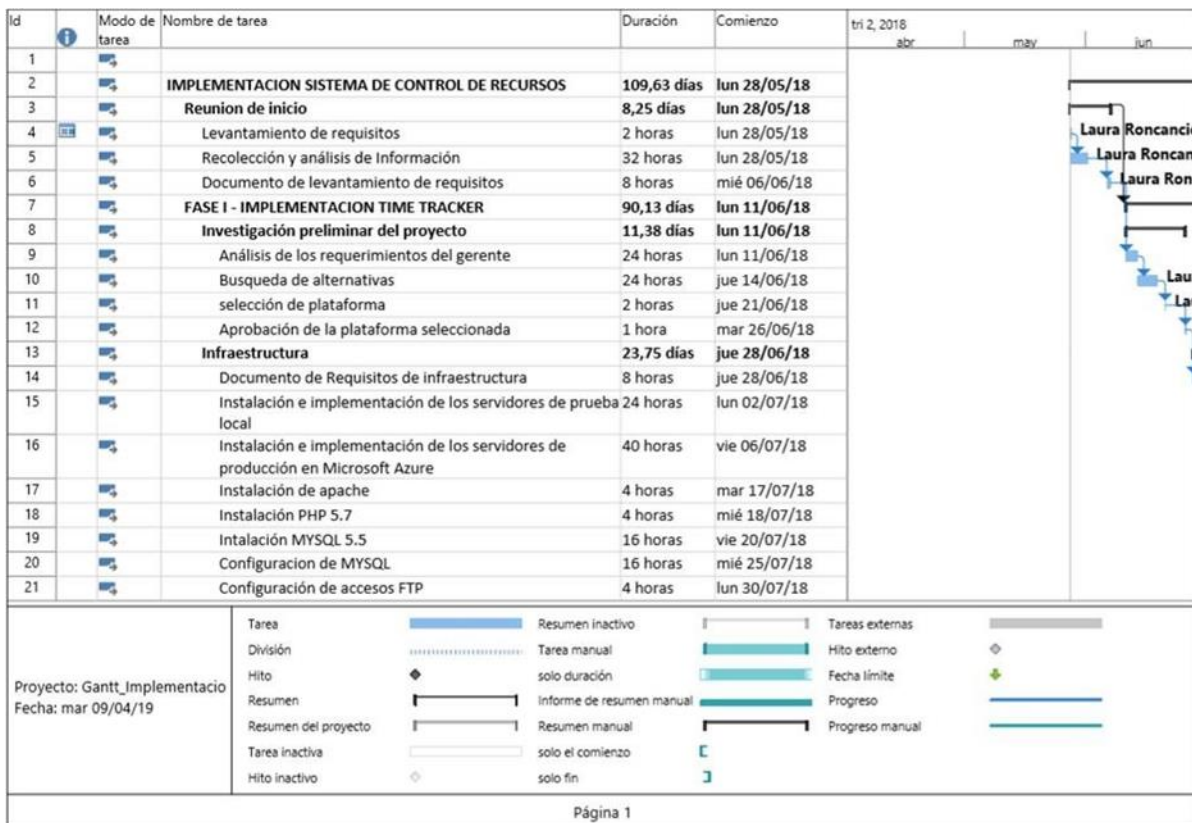 Id Modo de tarea Nombre de tarea Duración Comienzo tri 2, 2018
abr may jun
1
2 IMPLEMENTACION SISTEMA DE CONTROL DE RECURSOS 109,63 días lun 28/05/18
3 Reunion de inicio 8,25 días lun 28/05/18
4 Levantamiento de requisitos 2 horas lun 28/05/18 Laura Roncancio
5 Recolección y análisis de Información 32 horas lun 28/05/18 Laura Roncan
6 Documento de levantamiento de requisitos 8 horas mié 06/06/18 Laura Ron
7 FASE I - IMPLEMENTACION TIME TRACKER 90,13 días lun 11/06/18
8 Investigación preliminar del proyecto 11,38 días lun 11/06/18
9 Análisis de los requerimientos del gerente 24 horas lun 11/06/18
10 Busqueda de alternativas 24 horas jue 14/06/18 Lau
11 selección de plataforma 2 horas jue 21/06/18 La
12 Aprobación de la plataforma seleccionada 1 hora mar 26/06/18
13 Infraestructura 23,75 días jue 28/06/18
14 Documento de Requisitos de infraestructura 8 horas jue 28/06/18
15 Instalación e implementación de los servidores de prueba 24 horas lun 02/07/18
local
16 Instalación e implementación de los servidores de 40 horas vie 06/07/18
producción en Microsoft Azure
17 Instalación de apache 4 horas mar 17/07/18
18 Instalación PHP 5.7 4 horas mié 18/07/18
19 Intalación MYSQL 5.5 16 horas vie 20/07/18
20 Configuracion de MYSQL 16 horas mié 25/07/18
21 Configuración de accesos FTP 4 horas lun 30/07/18
Proyecto: Gantt_Implementacio
Fecha: mar 09/04/19
Tarea Resumen inactivo Tareas externas
División Tarea manual Hito externo
Hito solo duración Fecha límite
Resumen Informe de resumen manual Progreso
Resumen del proyecto Resumen manual Progreso manual
Tarea inactiva solo el comienzo
Hito inactivo solo fin
Página 1